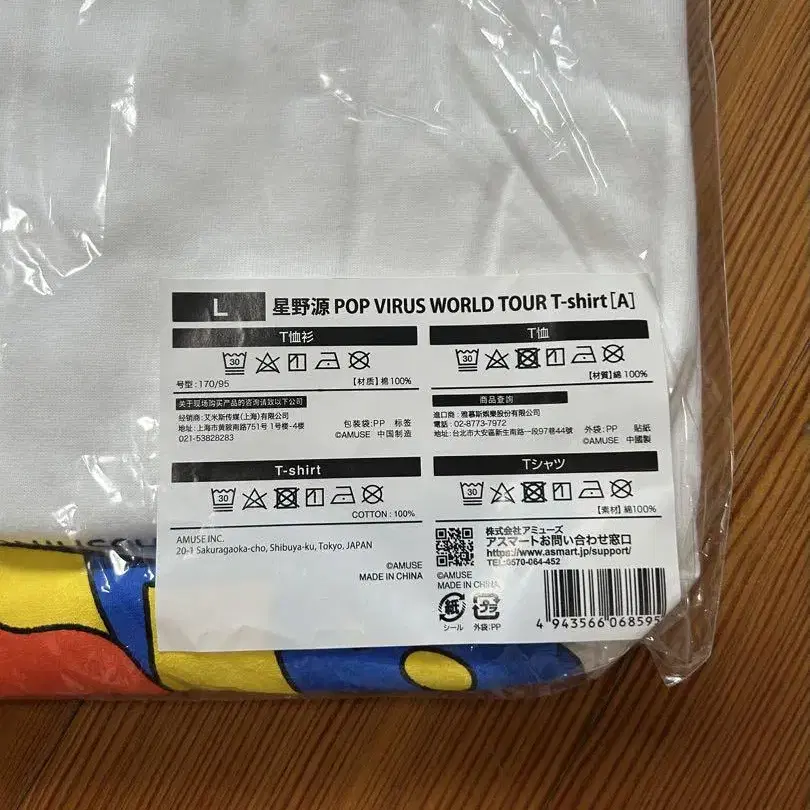 L 星野源 POP VIRUS WORLD TOUR T-shirt[A]
T恤衫
30
号型:170/95 【材质】棉100%
关于现场购买产品的咨询请致以下公司
经销商:艾米斯传媒(上海)有限公司
地址:上海市黄陂南路751号 1号楼-4楼
021-53828283
包装袋:PP 标签
©AMUSE 中国制造
T恤
30
【材質】綿100%
商品査詢
進口商:雅慕斯娛樂股份有限公司
電話:02-8773-7972
地址:台北市大安區新生南路一段97巷44號
外袋:PP 貼紙
©AMUSE 中國製
T-shirt
30
COTTON : 100%
AMUSE INC.
20-1 Sakuragaoka-cho, Shibuya-ku, Tokyo, JAPAN
©AMUSE
MADE IN CHINA
Tシャツ
30
【素材】綿100%
株式会社アミューズ
アスマートお問い合わせ窓口
https://www.asmart.jp/support/
TEL:0570-064-452
©AMUSE
MADE IN CHINA
紙
シール
プラ
外袋:PP
4 943566 068595